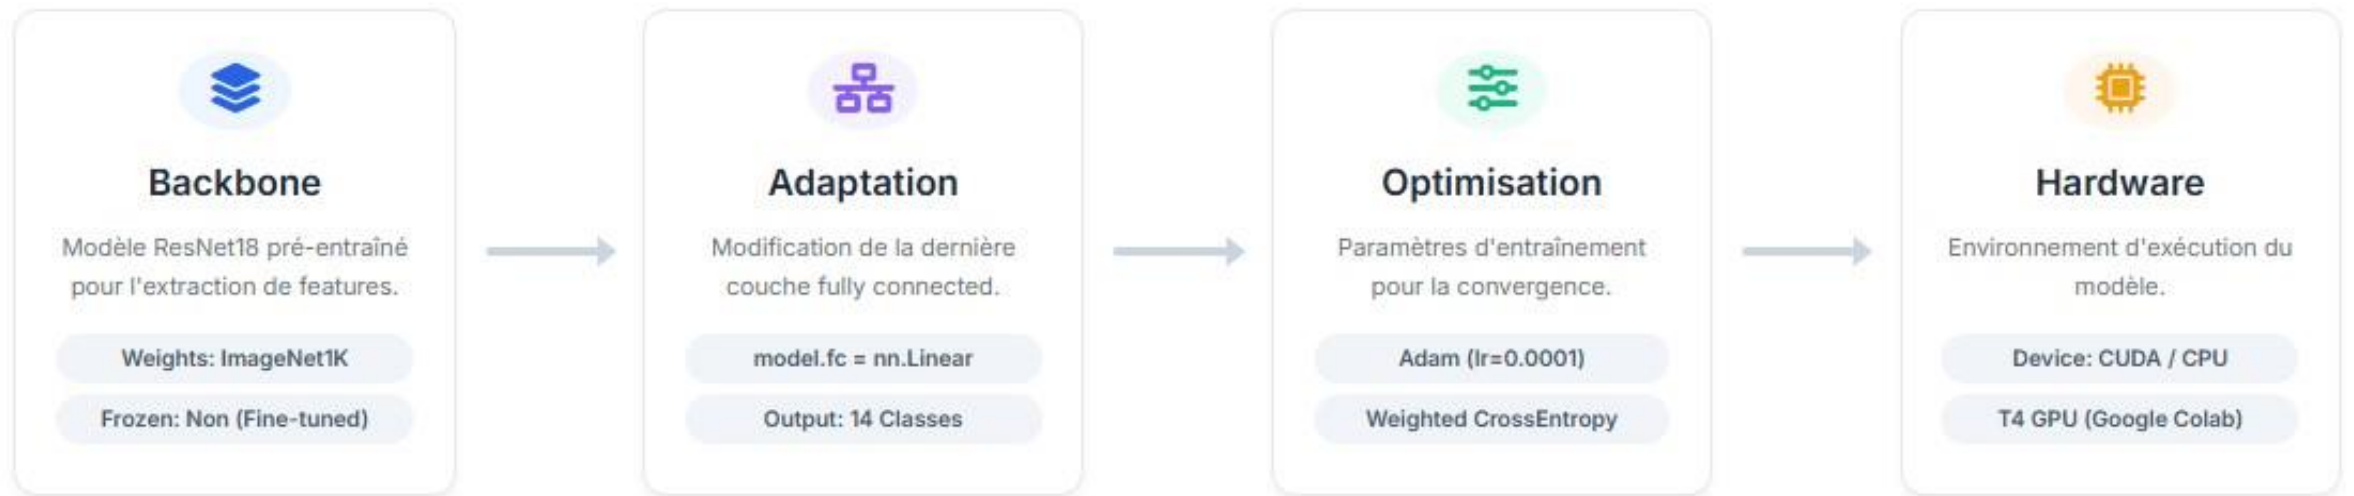 Backbone
Modèle ResNet18 pré-entraîné
pour l'extraction de features.
Weights: ImageNet1K
Frozen: Non (Fine-tuned)
Adaptation
Modification de la dernière
couche fully connected.
model.fc = nn.Linear
Output: 14 Classes
Optimisation
Paramètres d'entraînement
pour la convergence.
Adam (lr=0.0001)
Weighted CrossEntropy
Hardware
Environnement d'exécution du
modèle.
Device: CUDA / CPU
T4 GPU (Google Colab)